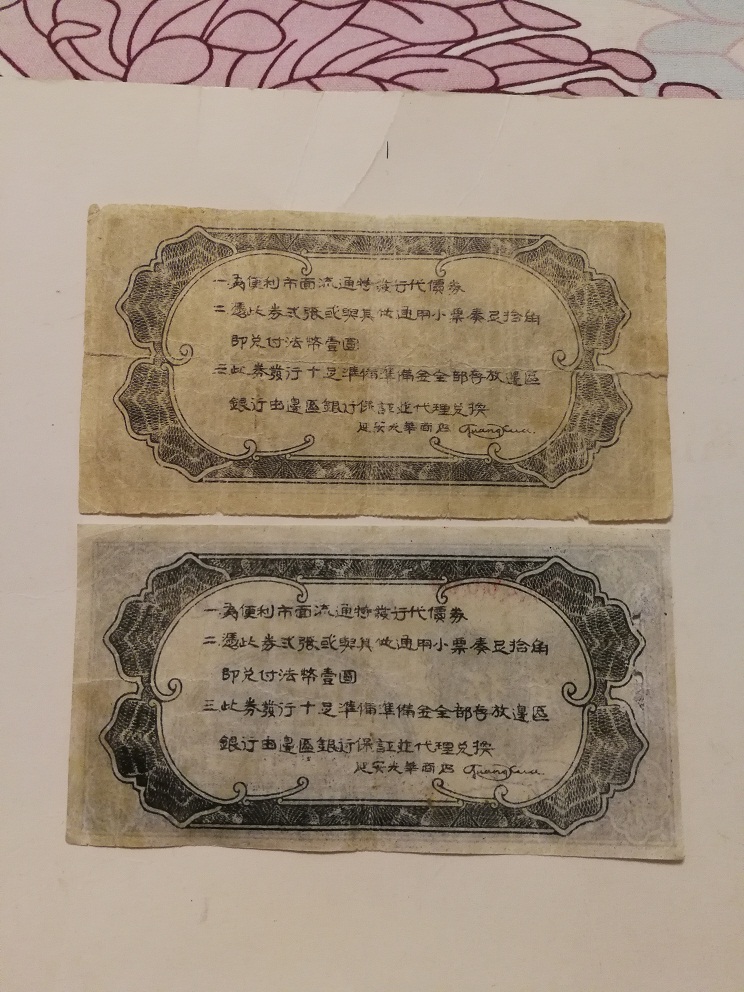 一為便利市面流通特發行代價券
二憑此券弍張或與其他通用小票湊足拾角
即兌付法幣壹圓
三此券發行十足準備準備金全部存放邊區
銀行由邊區銀行保証並代理兌換
延安光華商店 Guanghua.
一為便利市面流通特發行代價券
二憑此券弍張或與其他通用小票湊足拾角
即兌付法幣壹圓
三此券發行十足準備準備金全部存放邊區
銀行由邊區銀行保証並代理兌換
延安光華商店 Guanghua.